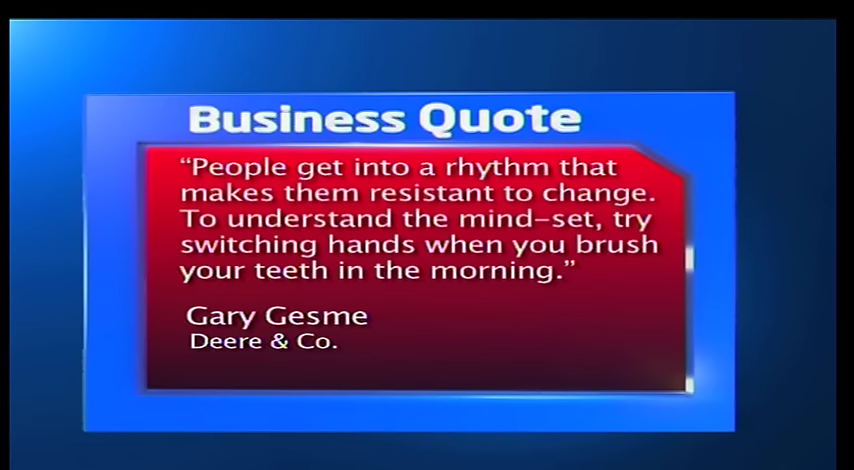 Business Quote
“People get into a rhythm that
makes them resistant to change.
To understand the mind-set, try
switching hands when you brush
your teeth in the morning.”
Gary Gesme
Deere & Co.